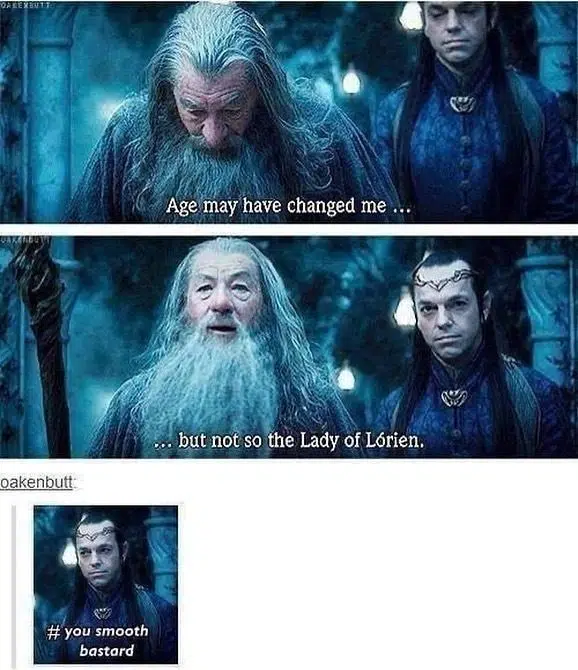 OAKENBUTT
Age may have changed me ...
OAKENBUTT
... but not so the Lady of Lórien.
oakenbutt:
# you smooth
bastard